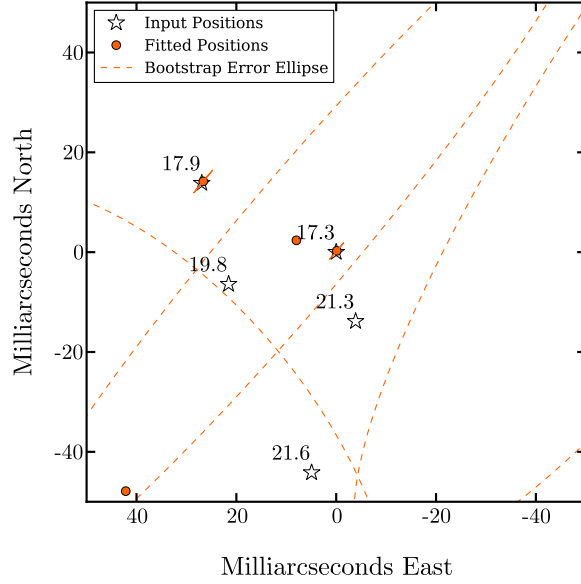 Input Positions
Fitted Positions
Bootstrap Error Ellipse
40
20
0
-20
-40
17.9
17.3
19.8
21.3
21.6
40 20 0 -20 -40
Milliarcseconds East
Milliarcseconds North